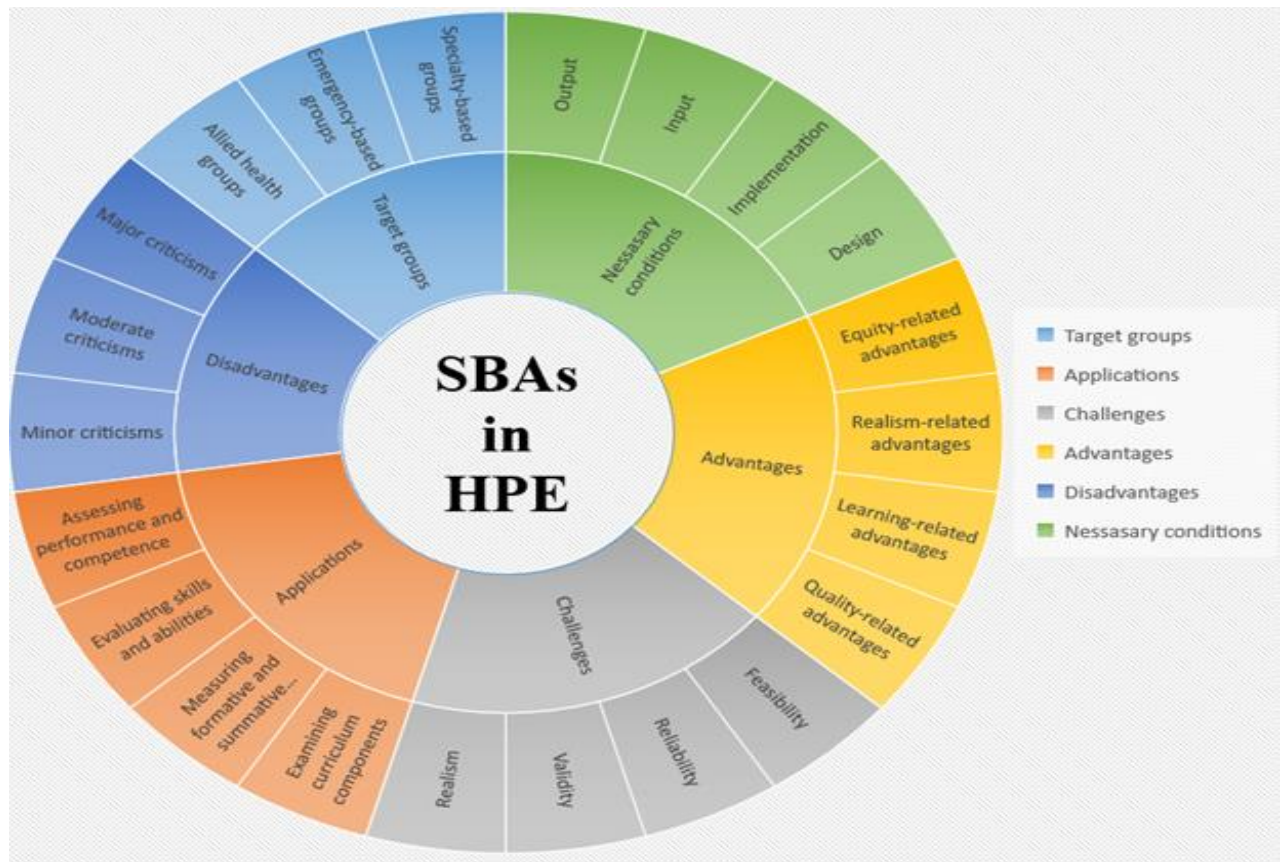 SBAs
in
HPE
Target groups
Specialty-based
groups
Emergency-based
groups
Allied health
groups
Nessasary
conditions
Output
Input
Implementation
Design
Advantages
Equity-related
advantages
Realism-related
advantages
Learning-related
advantages
Quality-related
advantages
Challenges
Feasibility
Reliability
Validity
Realism
Applications
Examining
curriculum
components
Measuring
formative and
summative...
Evaluating skills
and abilities
Assessing
performance and
competence
Disadvantages
Minor criticisms
Moderate
criticisms
Major criticisms
Target groups
Applications
Challenges
Advantages
Disadvantages
Nessasary conditions